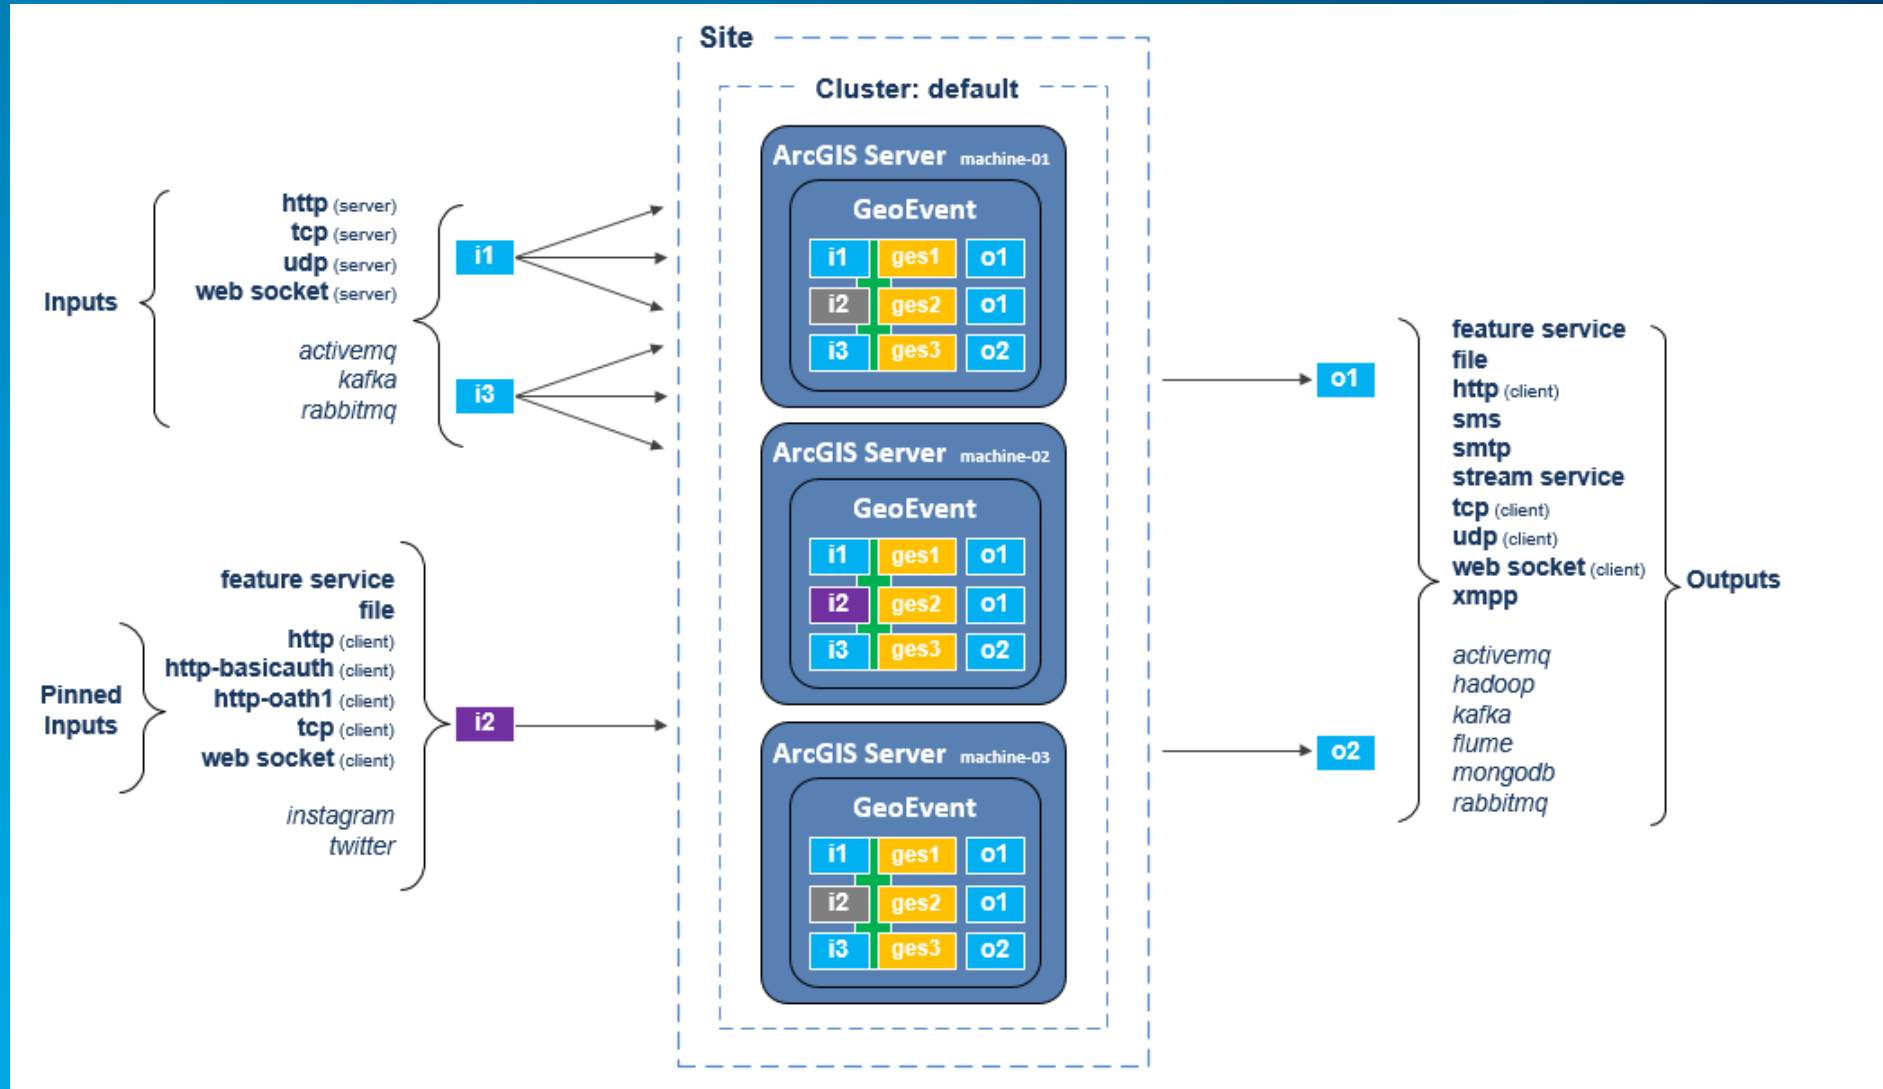 Site
Cluster: default
ArcGIS Server machine-01
GeoEvent
i1 ges1 o1
i2 ges2 o1
i3 ges3 o2
ArcGIS Server machine-02
GeoEvent
i1 ges1 o1
i2 ges2 o1
i3 ges3 o2
ArcGIS Server machine-03
GeoEvent
i1 ges1 o1
i2 ges2 o1
i3 ges3 o2
Inputs
http (server)
tcp (server)
udp (server)
web socket (server)
activemq
kafka
rabbitmq
i1
i3
Pinned
Inputs
feature service
file
http (client)
http-basicauth (client)
http-oath1 (client)
tcp (client)
web socket (client)
instagram
twitter
i2
o1
o2
feature service
file
http (client)
sms
smtp
stream service
tcp (client)
udp (client)
web socket (client)
xmpp
activemq
hadoop
kafka
flume
mongodb
rabbitmq
Outputs